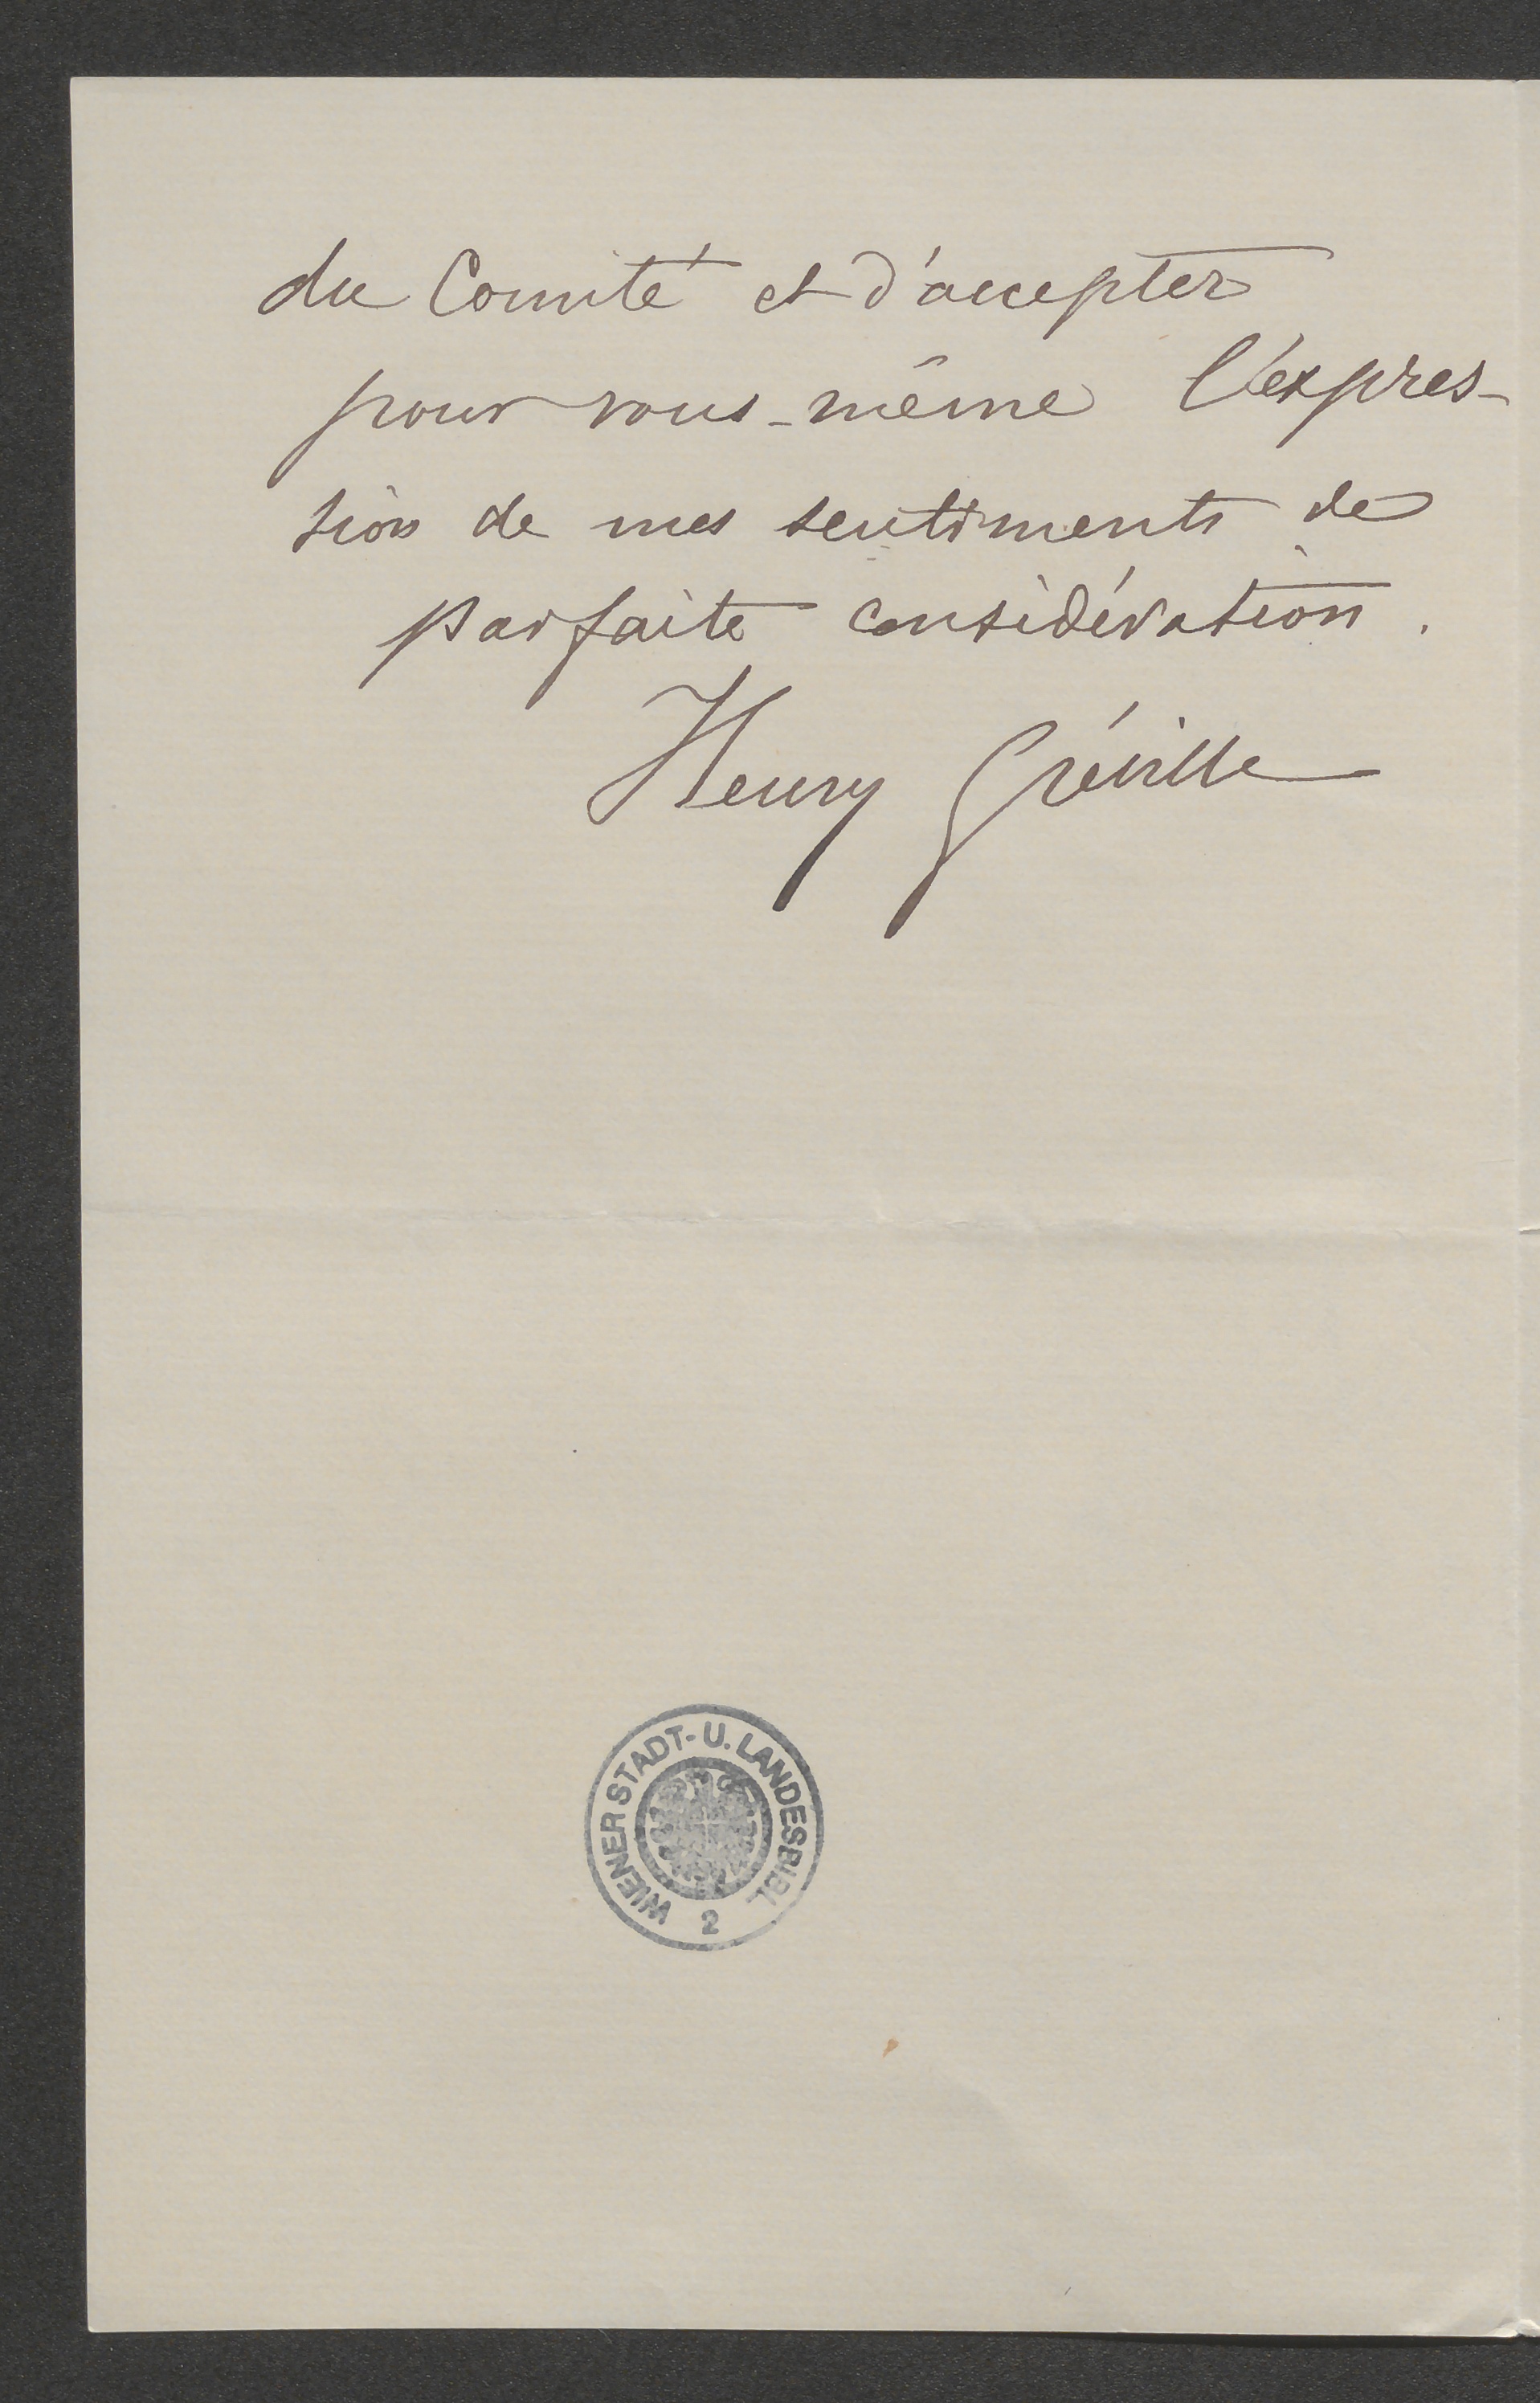 du Comité et d'accepter
pour vous-même l'expres-
sion de mes sentiments de
parfaite considération.
Henry Gréville
WIENER STADT- U. LANDESBIBL.
2